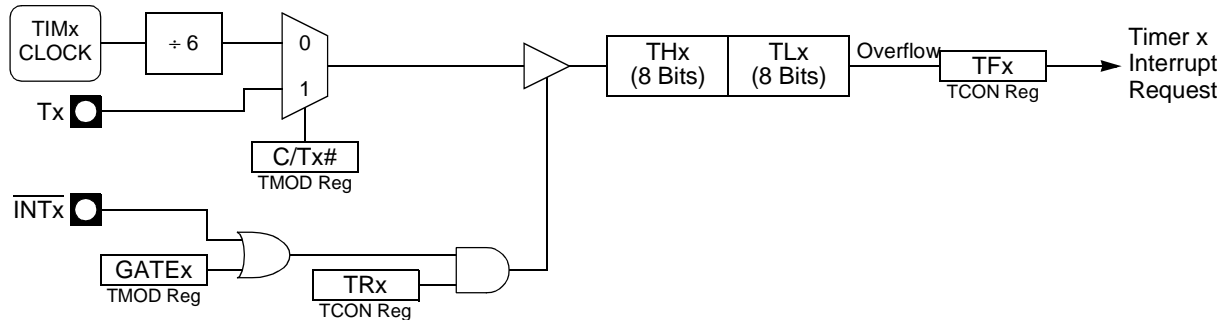 TIMx
CLOCK
÷ 6
0
1
Tx
C/Tx#
TMOD Reg
INTx
GATEx
TMOD Reg
TRx
TCON Reg
THx
(8 Bits)
TLx
(8 Bits)
Overflow
TFx
TCON Reg
Timer x
Interrupt
Request